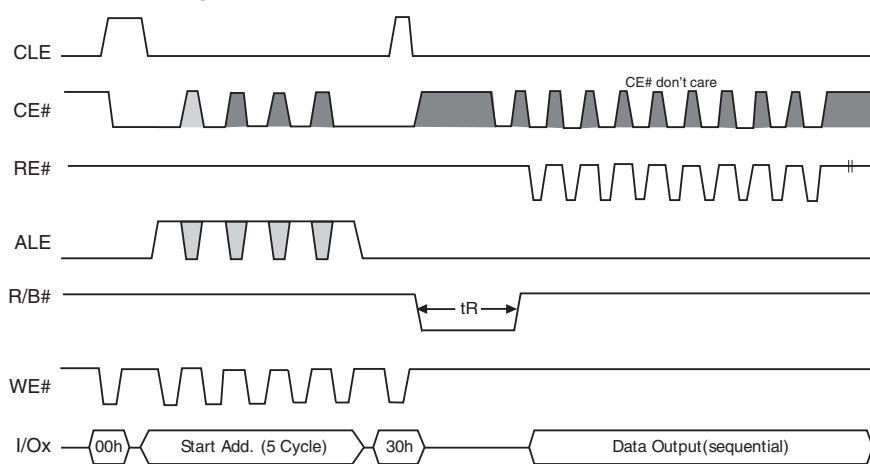 CLE
CE# don't care
CE#
RE#
ALE
R/B#
tR
WE#
I/Ox
00h
Start Add. (5 Cycle)
30h
Data Output(sequential)